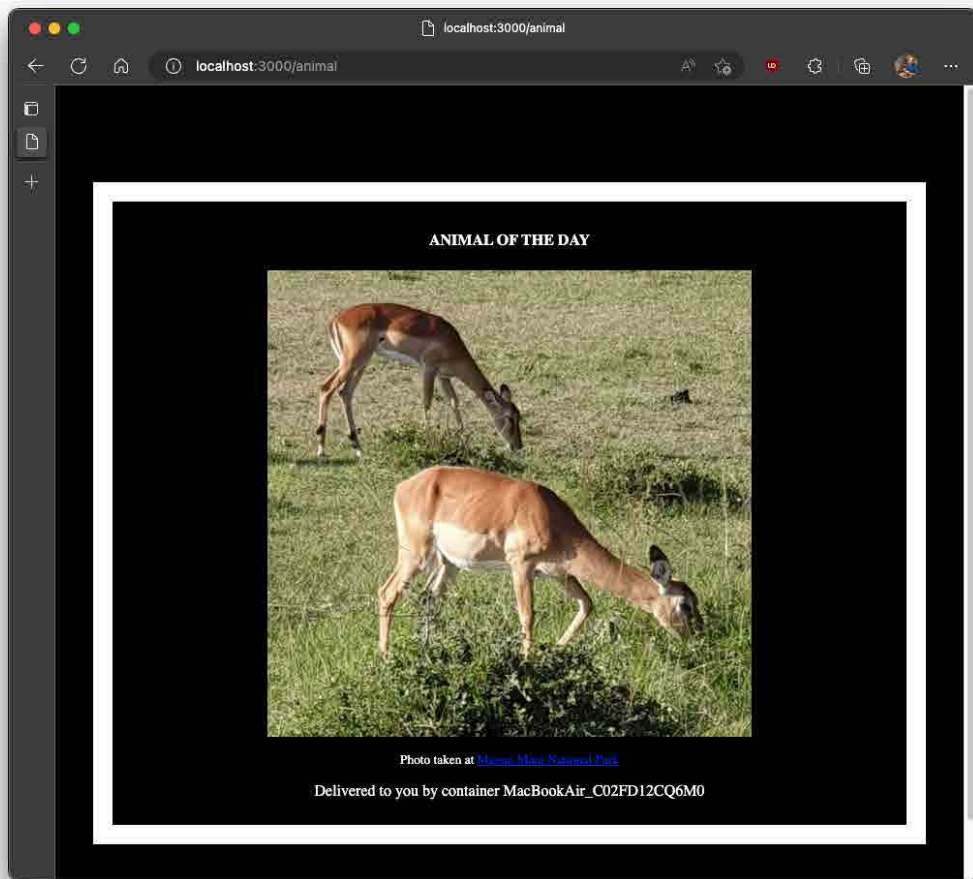 localhost:3000/animal
localhost:3000/animal
ANIMAL OF THE DAY
Photo taken at Masai Mara National Park
Delivered to you by container MacBookAir_C02FD12CQ6M0